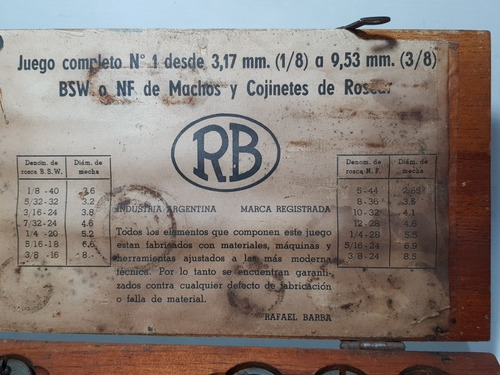 Juego completo N° 1 desde 3,17 mm. (1/8) a 9,53 mm. (3/8)
BSW o NF de Machos y Cojinetes de Roscar
RB
INDUSTRIA ARGENTINA MARCA REGISTRADA
Denom. de rosca B.S.W. Diám. de mecha
1/8 - 40 2.6
5/32 - 32 3.2
3/16 - 24 3.8
7/32 - 24 4.6
1/4 - 20 5.2
5/16 - 18 6.6
3/8 - 16 8.-
Todos los elementos que componen este juego
estan fabricados con materiales, máquinas y
herramientas ajustados a las más moderna
técnica. Por lo tanto se encuentran garanti-
zados contra cualquier defecto de fabricación
o falla de material.
RAFAEL BARBA
Denom. de rosca N.F. Diám. de mecha
5-44 2.65
8-36 3.5
10-32 4.1
12-28 4.6
1/4-28 5.5
5/16-24 6.9
3/8-24 8.5